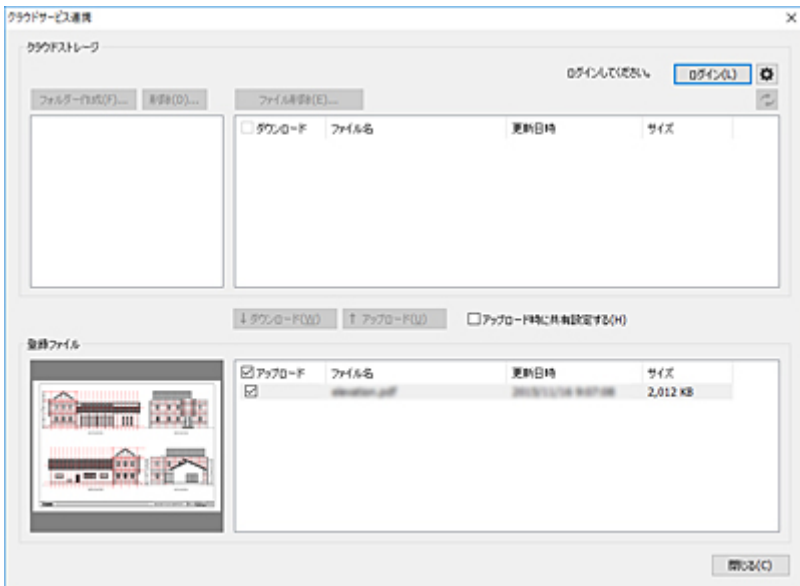 クラウドサービス連携
クラウドストレージ
ログインしてください。 ログイン(L)
フォルダー作成(F)... 削除(D)... ファイル削除(E)...
ダウンロード ファイル名 更新日時 サイズ
↓ダウンロード(W) ↑アップロード(U) アップロード時に共有設定する(H)
登録ファイル
アップロード ファイル名 更新日時 サイズ
2,012 KB
閉じる(C)